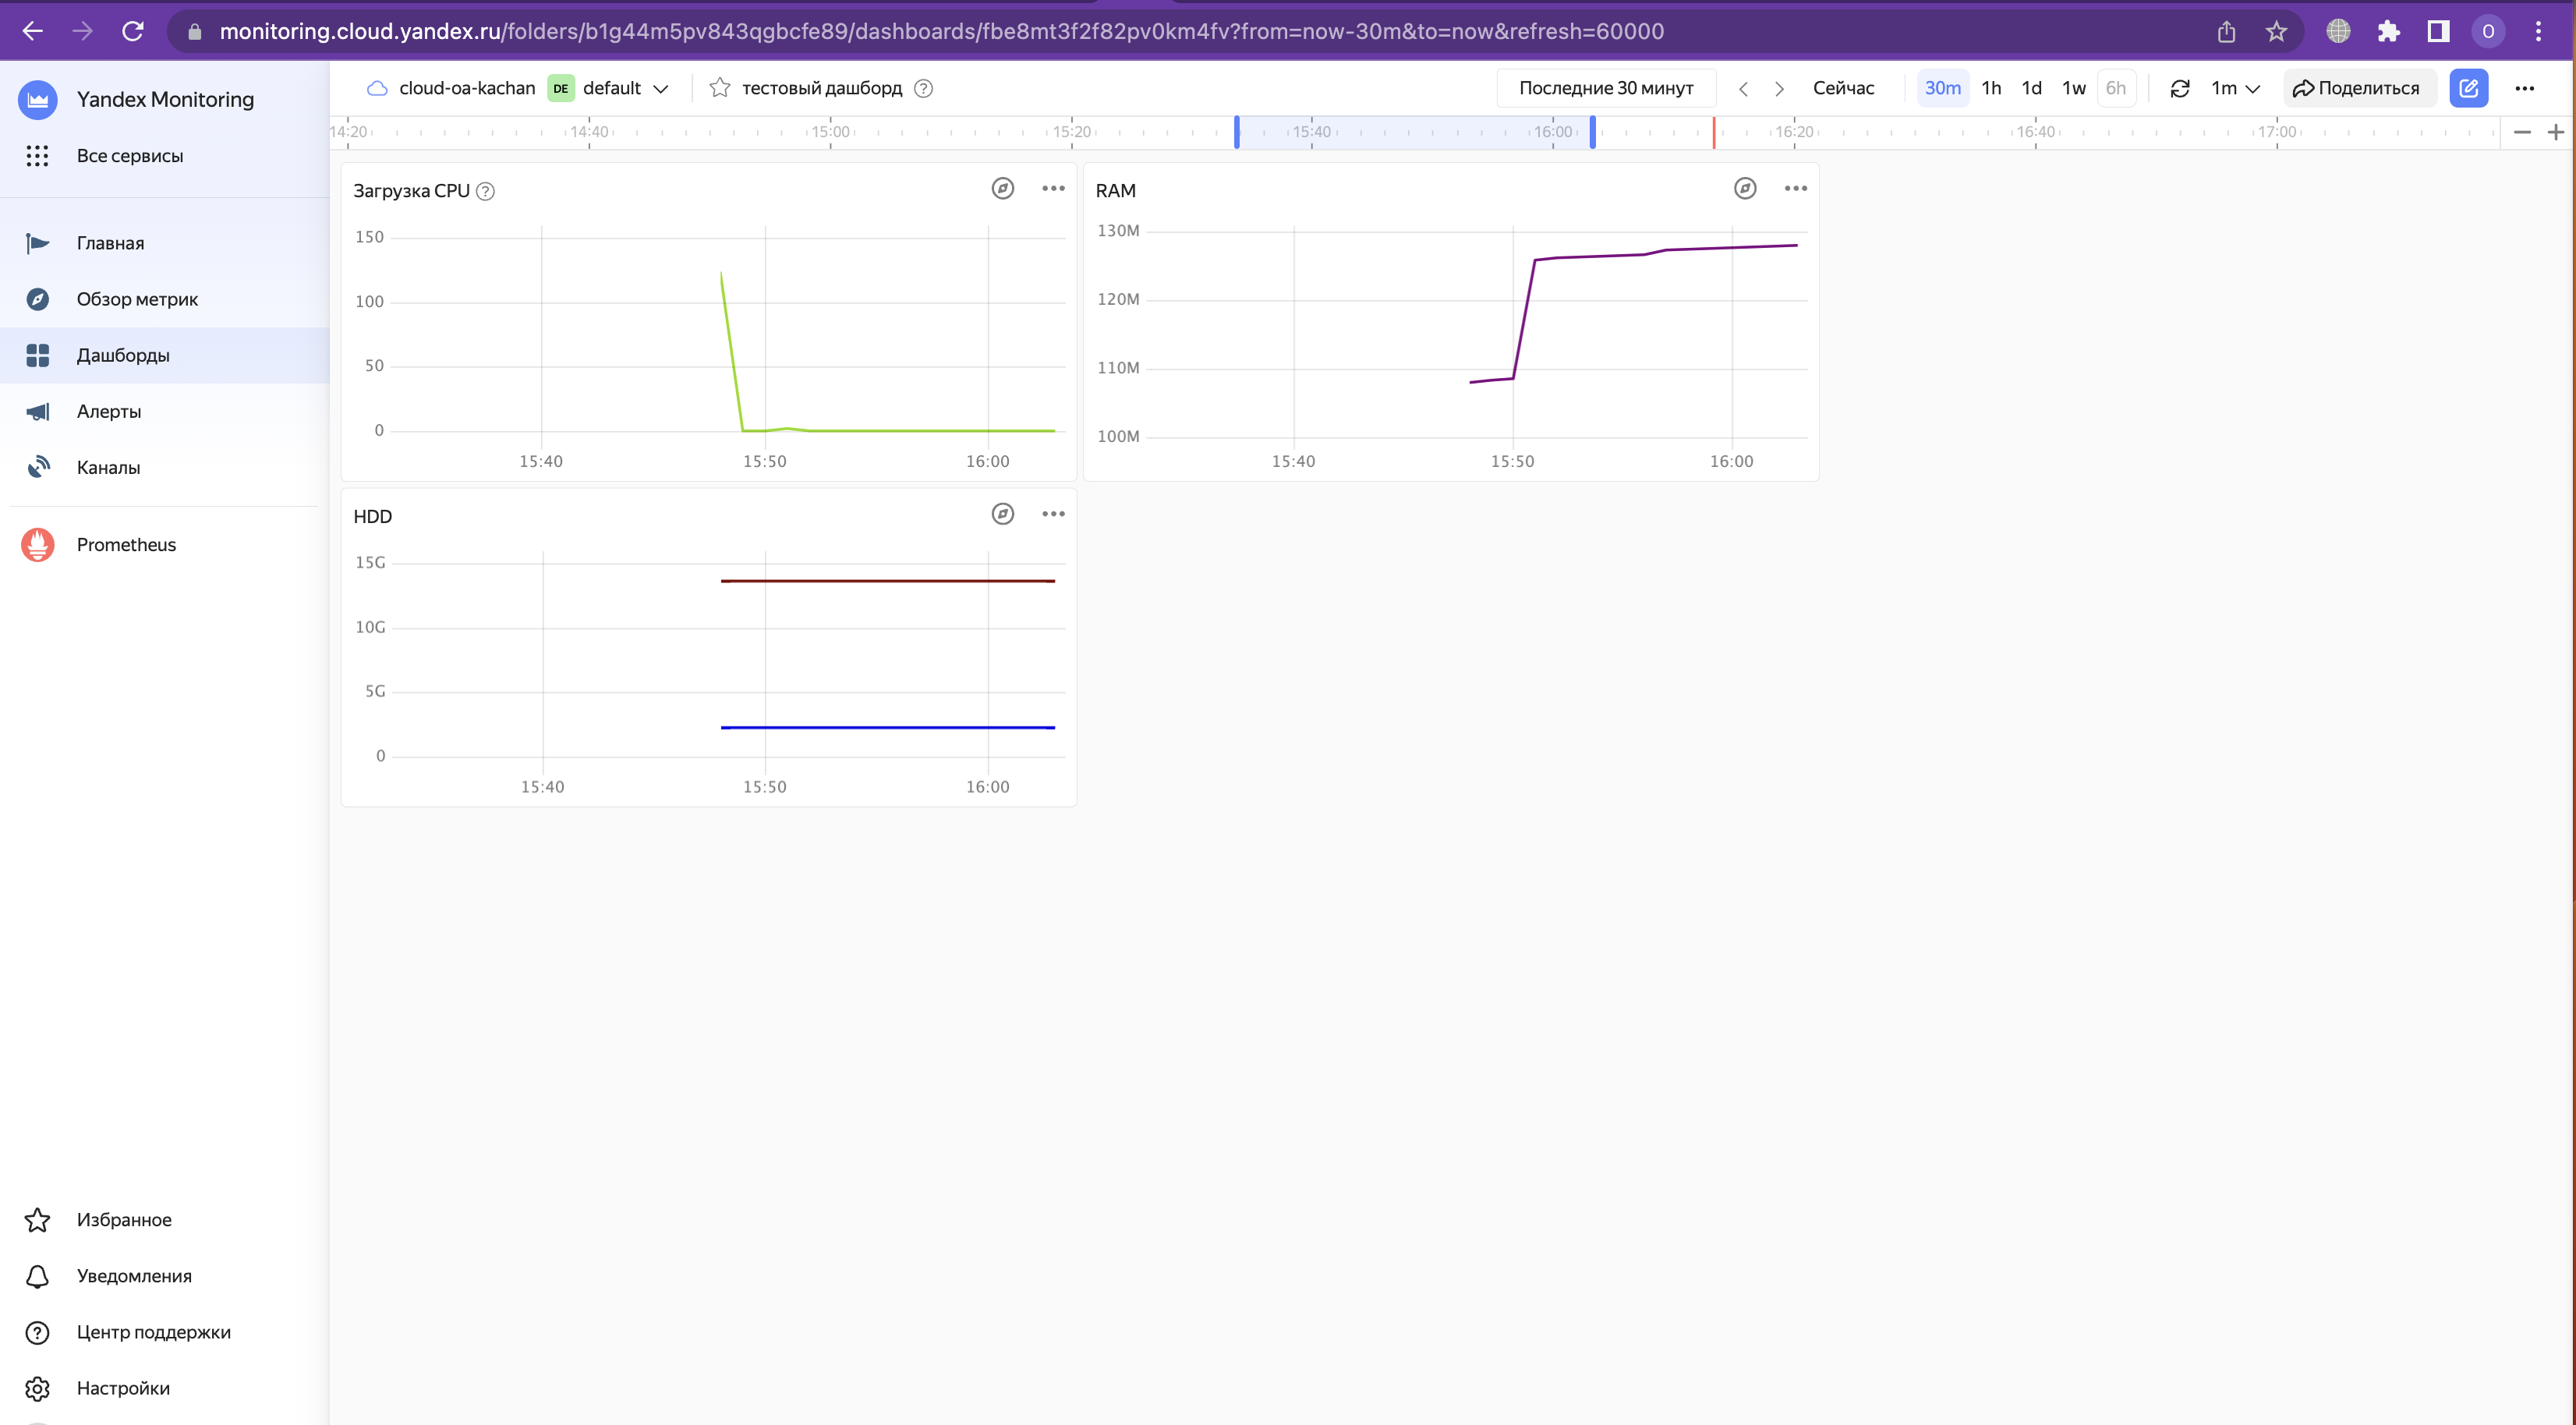 monitoring.cloud.yandex.ru/folders/b1g44m5pv843qgbcfe89/dashboards/fbe8mt3f2f82pv0km4fv?from=now-30m&to=now&refresh=60000
O
Yandex Monitoring
Все сервисы
Главная
Обзор метрик
Дашборды
Алерты
Каналы
Prometheus
Избранное
Уведомления
Центр поддержки
Настройки
cloud-oa-kachan DE default тестовый дашборд ?
Последние 30 минут Сейчас 30m 1h 1d 1w 6h 1m Поделиться
14:20 14:40 15:00 15:20 15:40 16:00 16:20 16:40 17:00
Загрузка CPU ?
150
100
50
0
15:40 15:50 16:00
RAM
130M
120M
110M
100M
15:40 15:50 16:00
HDD
15G
10G
5G
0
15:40 15:50 16:00